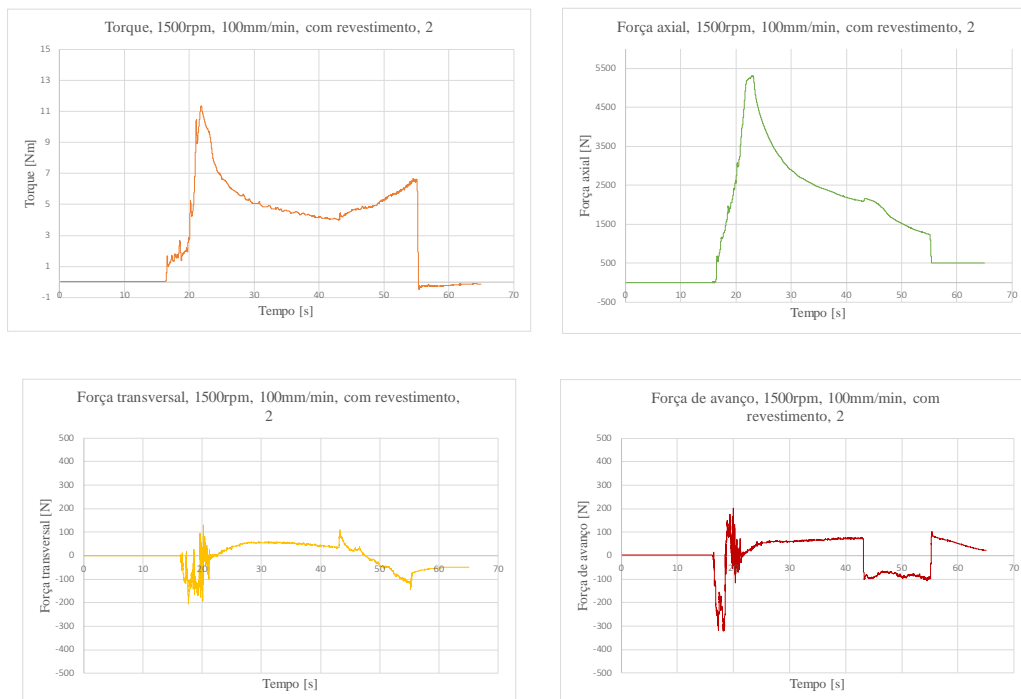 Torque, 1500rpm, 100mm/min, com revestimento, 2
15
13
11
9
7
5
3
1
-1
Torque [Nm]
0 10 20 30 40 50 60 70
Tempo [s]
Força axial, 1500rpm, 100mm/min, com revestimento, 2
5500
4500
3500
2500
1500
500
-500
Força axial [N]
0 10 20 30 40 50 60 70
Tempo [s]
Força transversal, 1500rpm, 100mm/min, com revestimento,
2
500
400
300
200
100
0
-100
-200
-300
-400
-500
Força transversal [N]
0 10 20 30 40 50 60 70
Tempo [s]
Força de avanço, 1500rpm, 100mm/min, com
revestimento, 2
500
400
300
200
100
0
-100
-200
-300
-400
-500
Força de avanço [N]
0 10 20 30 40 50 60 70
Tempo [s]